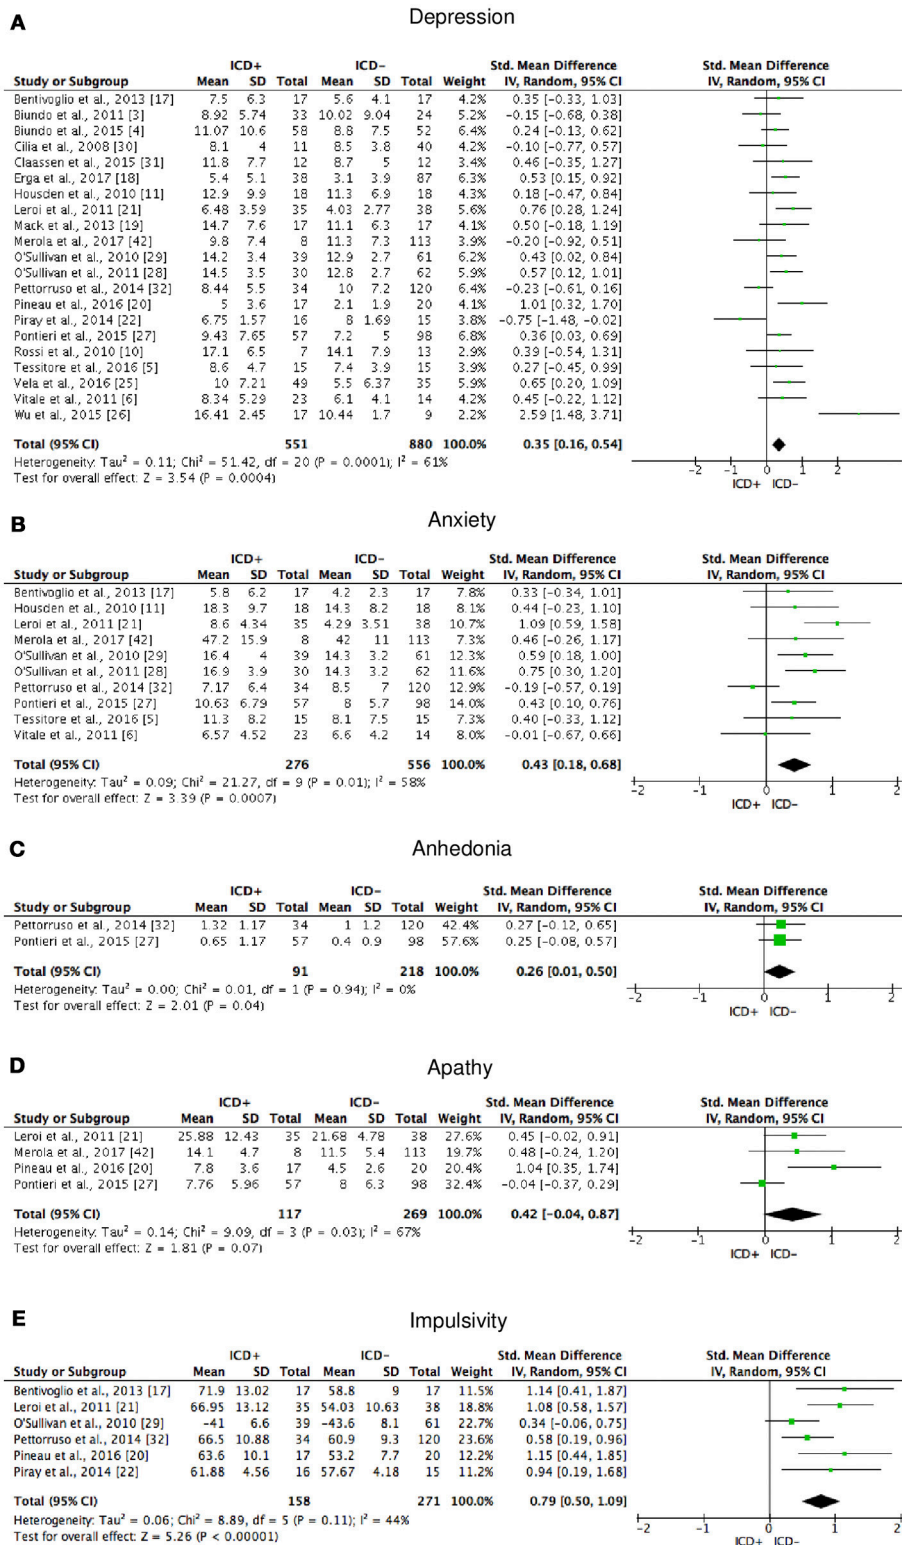 A
Depression
ICD+ ICD− Std. Mean Difference Std. Mean Difference
Study or Subgroup Mean SD Total Mean SD Total Weight IV, Random, 95% CI IV, Random, 95% CI
Bentivoglio et al., 2013 [17] 7.5 6.3 17 5.6 4.1 17 4.2% 0.35 [−0.33, 1.03]
Biundo et al., 2011 [3] 8.92 5.74 33 10.02 9.04 24 5.2% −0.15 [−0.68, 0.38]
Biundo et al., 2015 [4] 11.07 10.6 58 8.8 7.5 52 6.5% 0.24 [−0.13, 0.62]
Cilia et al., 2008 [30] 8.1 4 11 8.5 3.8 40 4.3% −0.10 [−0.77, 0.57]
Claassen et al., 2015 [31] 11.8 7.7 12 8.7 5 12 3.4% 0.46 [−0.35, 1.27]
Erga et al., 2017 [18] 5.4 5.1 38 3.1 3.9 87 6.4% 0.53 [0.15, 0.92]
Housden et al., 2010 [11] 12.9 9.9 18 11.3 6.9 18 4.4% 0.18 [−0.47, 0.84]
Leroi et al., 2011 [21] 6.48 3.59 35 4.03 2.77 38 5.6% 0.76 [0.28, 1.24]
Mack et al., 2013 [19] 14.7 7.6 17 11.1 6.3 17 4.1% 0.50 [−0.18, 1.19]
Merola et al., 2017 [42] 9.8 7.4 8 11.3 7.3 113 3.9% −0.20 [−0.92, 0.51]
O'Sullivan et al., 2010 [29] 14.2 3.4 39 12.9 2.7 61 6.2% 0.43 [0.02, 0.84]
O'Sullivan et al., 2011 [28] 14.5 3.5 30 12.8 2.7 62 5.9% 0.57 [0.12, 1.01]
Pettorruso et al., 2014 [32] 8.44 5.5 34 10 7.2 120 6.4% −0.23 [−0.61, 0.16]
Pineau et al., 2016 [20] 5 3.6 17 2.1 1.9 20 4.1% 1.01 [0.32, 1.70]
Piray et al., 2014 [22] 6.75 1.57 16 8 1.69 15 3.8% −0.75 [−1.48, −0.02]
Pontieri et al., 2015 [27] 9.43 7.65 57 7.2 5 98 6.8% 0.36 [0.03, 0.69]
Rossi et al., 2010 [10] 17.1 6.5 7 14.1 7.9 13 2.9% 0.39 [−0.54, 1.31]
Tessitore et al., 2016 [5] 8.6 4.7 15 7.4 3.9 15 3.9% 0.27 [−0.45, 0.99]
Vela et al., 2016 [25] 10 7.21 49 5.5 6.37 35 5.9% 0.65 [0.20, 1.09]
Vitale et al., 2011 [6] 8.34 5.29 23 6.1 4.1 14 4.2% 0.45 [−0.22, 1.12]
Wu et al., 2015 [26] 16.41 2.45 17 10.44 1.7 9 2.2% 2.59 [1.48, 3.71]
Total (95% CI) 551 880 100.0% 0.35 [0.16, 0.54]
Heterogeneity: Tau² = 0.11; Chi² = 51.42, df = 20 (P = 0.0001); I² = 61%
Test for overall effect: Z = 3.54 (P = 0.0004)
−2 −1 0 1 2
ICD+ ICD−
B
Anxiety
ICD+ ICD− Std. Mean Difference Std. Mean Difference
Study or Subgroup Mean SD Total Mean SD Total Weight IV, Random, 95% CI IV, Random, 95% CI
Bentivoglio et al., 2013 [17] 5.8 6.2 17 4.2 2.3 17 7.8% 0.33 [−0.34, 1.01]
Housden et al., 2010 [11] 18.3 9.7 18 14.3 8.2 18 8.1% 0.44 [−0.23, 1.10]
Leroi et al., 2011 [21] 8.6 4.34 35 4.29 3.51 38 10.7% 1.09 [0.59, 1.58]
Merola et al., 2017 [42] 47.2 15.9 8 42 11 113 7.3% 0.46 [−0.26, 1.17]
O'Sullivan et al., 2010 [29] 16.4 4 39 14.3 3.2 61 12.3% 0.59 [0.18, 1.00]
O'Sullivan et al., 2011 [28] 16.9 3.9 30 14.3 3.2 62 11.6% 0.75 [0.30, 1.20]
Pettorruso et al., 2014 [32] 7.17 6.4 34 8.5 7 120 12.9% −0.19 [−0.57, 0.19]
Pontieri et al., 2015 [27] 10.63 6.79 57 8 5.7 98 14.0% 0.43 [0.10, 0.76]
Tessitore et al., 2016 [5] 11.3 8.2 15 8.1 7.5 15 7.3% 0.40 [−0.33, 1.12]
Vitale et al., 2011 [6] 6.57 4.52 23 6.6 4.2 14 8.0% −0.01 [−0.67, 0.66]
Total (95% CI) 276 556 100.0% 0.43 [0.18, 0.68]
Heterogeneity: Tau² = 0.09; Chi² = 21.27, df = 9 (P = 0.01); I² = 58%
Test for overall effect: Z = 3.39 (P = 0.0007)
−2 −1 0 1 2
ICD+ ICD−
C
Anhedonia
ICD+ ICD− Std. Mean Difference Std. Mean Difference
Study or Subgroup Mean SD Total Mean SD Total Weight IV, Random, 95% CI IV, Random, 95% CI
Pettorruso et al., 2014 [32] 1.32 1.17 34 1 1.2 120 42.4% 0.27 [−0.12, 0.65]
Pontieri et al., 2015 [27] 0.65 1.17 57 0.4 0.9 98 57.6% 0.25 [−0.08, 0.57]
Total (95% CI) 91 218 100.0% 0.26 [0.01, 0.50]
Heterogeneity: Tau² = 0.00; Chi² = 0.01, df = 1 (P = 0.94); I² = 0%
Test for overall effect: Z = 2.01 (P = 0.04)
−2 −1 0 1 2
ICD+ ICD−
D
Apathy
ICD+ ICD− Std. Mean Difference Std. Mean Difference
Study or Subgroup Mean SD Total Mean SD Total Weight IV, Random, 95% CI IV, Random, 95% CI
Leroi et al., 2011 [21] 25.88 12.43 35 21.68 4.78 38 27.6% 0.45 [−0.02, 0.91]
Merola et al., 2017 [42] 14.1 4.7 8 11.5 5.4 113 19.7% 0.48 [−0.24, 1.20]
Pineau et al., 2016 [20] 7.8 3.6 17 4.5 2.6 20 20.4% 1.04 [0.35, 1.74]
Pontieri et al., 2015 [27] 7.76 5.96 57 8 6.3 98 32.4% −0.04 [−0.37, 0.29]
Total (95% CI) 117 269 100.0% 0.42 [−0.04, 0.87]
Heterogeneity: Tau² = 0.14; Chi² = 9.09, df = 3 (P = 0.03); I² = 67%
Test for overall effect: Z = 1.81 (P = 0.07)
−2 −1 0 1 2
ICD+ ICD−
E
Impulsivity
ICD+ ICD− Std. Mean Difference Std. Mean Difference
Study or Subgroup Mean SD Total Mean SD Total Weight IV, Random, 95% CI IV, Random, 95% CI
Bentivoglio et al., 2013 [17] 71.9 13.02 17 58.8 9 17 11.5% 1.14 [0.41, 1.87]
Leroi et al., 2011 [21] 66.95 13.12 35 54.03 10.63 38 18.8% 1.08 [0.58, 1.57]
O'Sullivan et al., 2010 [29] −41 6.6 39 −43.6 8.1 61 22.7% 0.34 [−0.06, 0.75]
Pettorruso et al., 2014 [32] 66.5 10.88 34 60.9 9.3 120 23.6% 0.58 [0.19, 0.96]
Pineau et al., 2016 [20] 63.6 10.1 17 53.2 7.7 20 12.2% 1.15 [0.44, 1.85]
Piray et al., 2014 [22] 61.88 4.56 16 57.67 4.18 15 11.2% 0.94 [0.19, 1.68]
Total (95% CI) 158 271 100.0% 0.79 [0.50, 1.09]
Heterogeneity: Tau² = 0.06; Chi² = 8.89, df = 5 (P = 0.11); I² = 44%
Test for overall effect: Z = 5.26 (P < 0.00001)
−2 −1 0 1 2
ICD+ ICD−